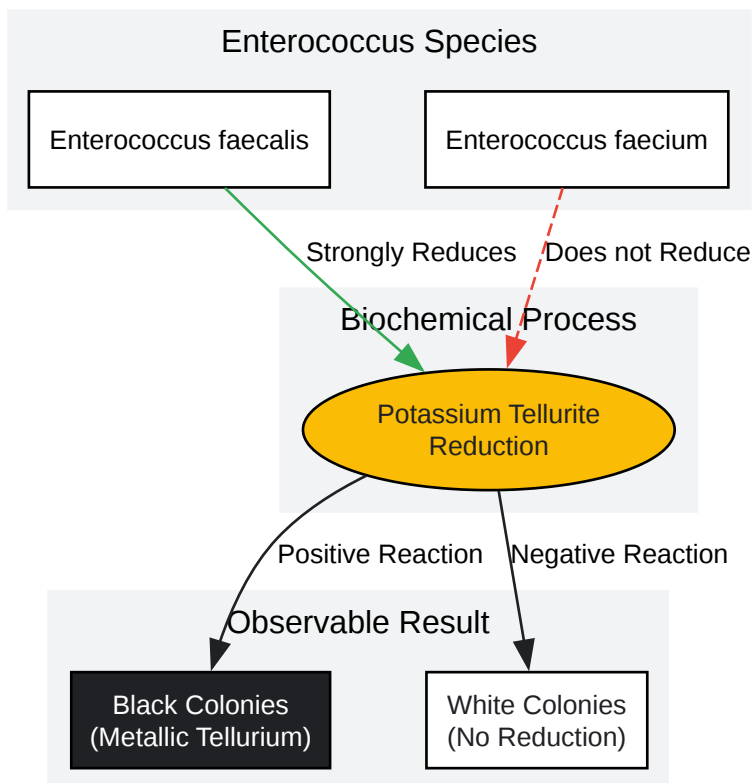 Enterococcus Species
Enterococcus faecalis
Enterococcus faecium
Strongly Reduces
Does not Reduce
Biochemical Process
Potassium Tellurite
Reduction
Positive Reaction
Negative Reaction
Observable Result
Black Colonies
(Metallic Tellurium)
White Colonies
(No Reduction)